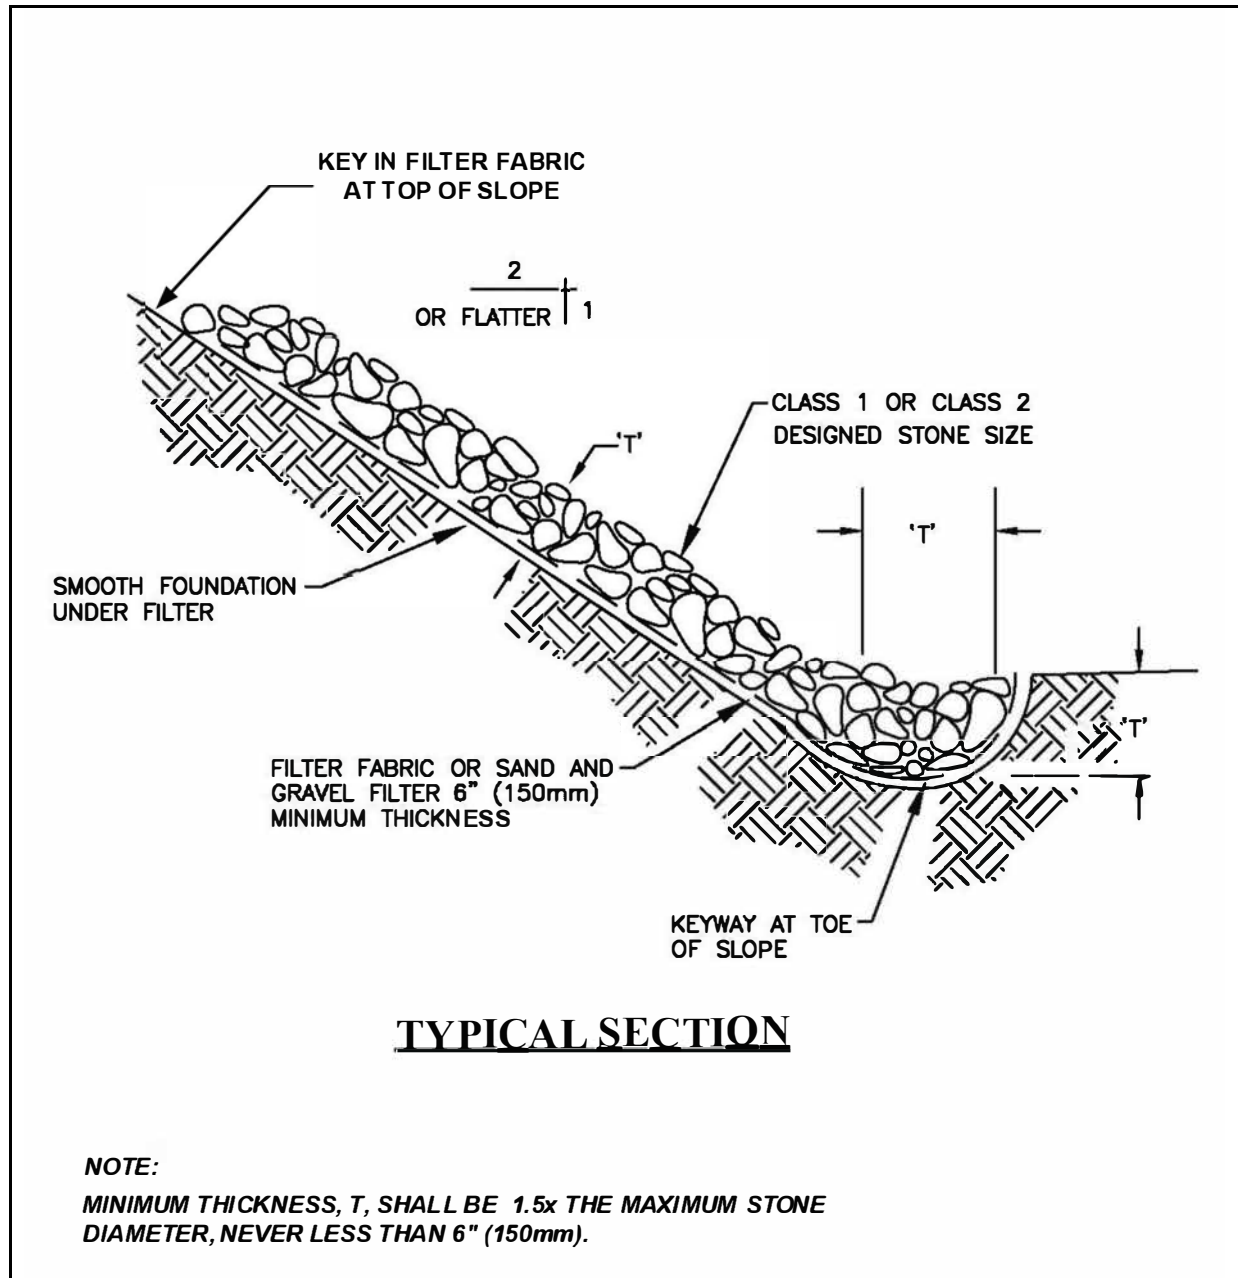 KEY IN FILTER FABRIC
AT TOP OF SLOPE
2
OR FLATTER 1
CLASS 1 OR CLASS 2
DESIGNED STONE SIZE
'T'
'T'
SMOOTH FOUNDATION
UNDER FILTER
'T'
FILTER FABRIC OR SAND AND
GRAVEL FILTER 6" (150mm)
MINIMUM THICKNESS
KEYWAY AT TOE
OF SLOPE
TYPICAL SECTION
NOTE:
MINIMUM THICKNESS, T, SHALL BE 1.5x THE MAXIMUM STONE
DIAMETER, NEVER LESS THAN 6" (150mm).